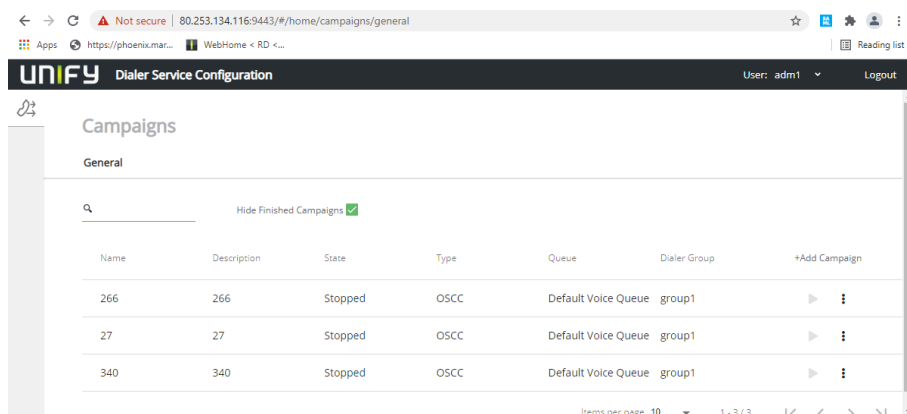 Not secure 80.253.134.116:9443/#/home/campaigns/general
Apps https://phoenix.mar... WebHome < RD <... Reading list
UNIFY Dialer Service Configuration User: adm1 Logout
Campaigns
General
Hide Finished Campaigns
Name Description State Type Queue Dialer Group +Add Campaign
266 266 Stopped OSCC Default Voice Queue group1
27 27 Stopped OSCC Default Voice Queue group1
340 340 Stopped OSCC Default Voice Queue group1
Items per page 10 1 - 3 / 3